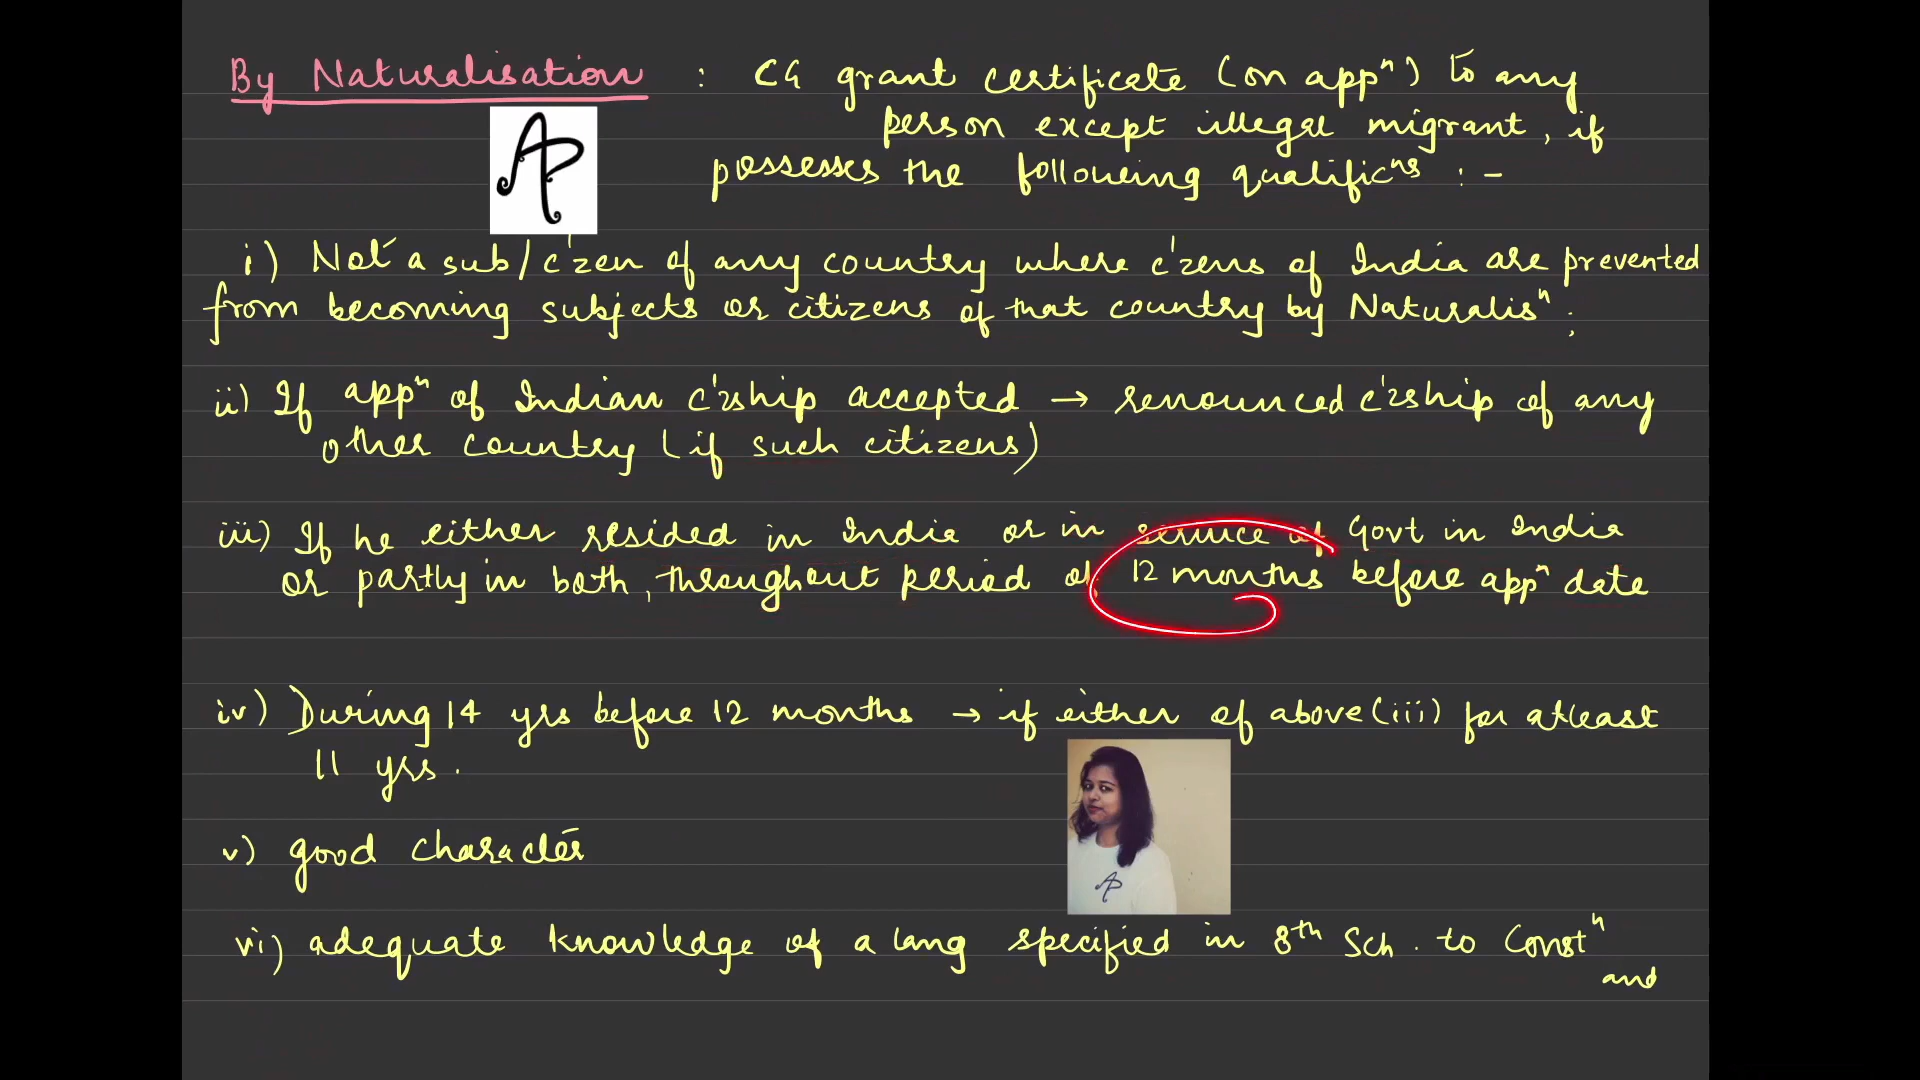 By Naturalisation : CG grant certificate (on appⁿ) to any
person except illegal migrant, if
possesses the following qualificⁿˢ : -
AP
i) Not a sub/c'zen of any country where c'zens of India are prevented
from becoming subjects or citizens of that country by Naturalisⁿ ;
ii) If appⁿ of Indian c'zship accepted → renounced c'zship of any
other country (if such citizens)
iii) If he either resided in India or in service of Govt in India
or partly in both, throughout period of 12 months before appⁿ date
iv) During 14 yrs before 12 months → if either of above (iii) for atleast
11 yrs.
v) good character
AP
vi) adequate knowledge of a lang specified in 8th Sch. to Constⁿ
and